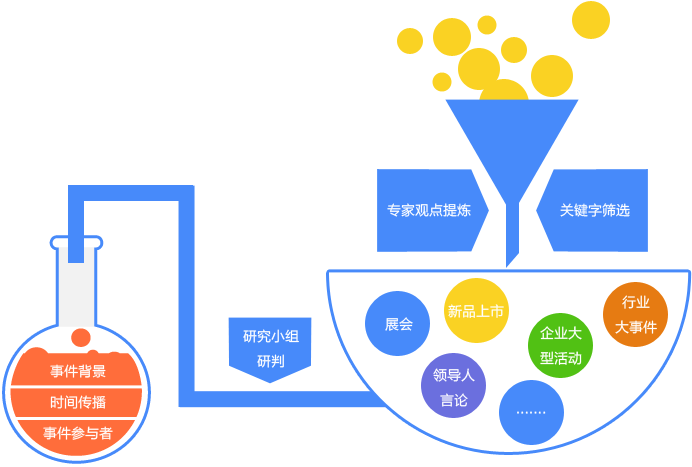 专家观点提炼
关键字筛选
展会
新品上市
企业大
型活动
行业
大事件
领导人
言论
·······
研究小组
研判
事件背景
时间传播
事件参与者